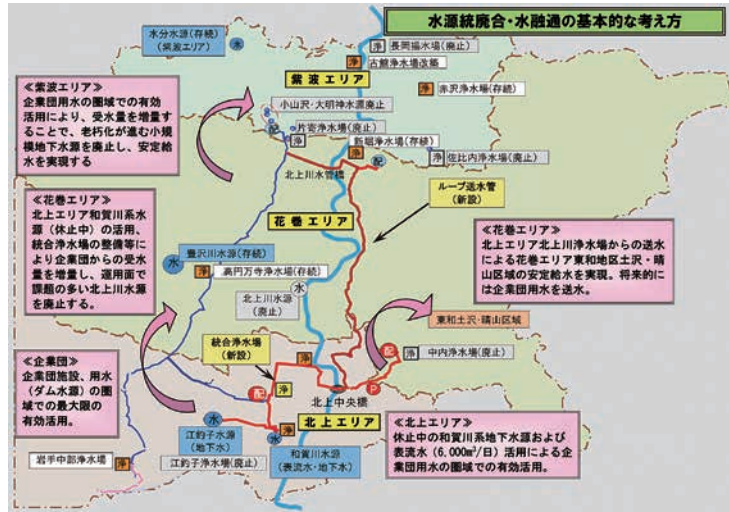 水源統廃合・水融通の基本的な考え方
水分水源(存続)
(紫波エリア)
水
浄
長岡揚水場(廃止)
浄
古館浄水場改築
紫波エリア
浄
赤沢浄水場(存続)
≪紫波エリア≫
企業団用水の圏域での有効
活用により、受水量を増量す
ることで、老朽化が進む小規
模地下水源を廃止し、安定給
水を実現する
小山沢・大明神水源廃止
配
片寄浄水場(廃止)
浄
新堀浄水場(存続)
浄
配
浄
佐比内浄水場(廃止)
北上川水管橋
ループ送水管
(新設)
花巻エリア
≪花巻エリア≫
北上エリア和賀川系水
源(休止中)の活用、
統合浄水場の整備等に
より企業団からの受水
量を増量し、運用面で
課題の多い北上川水源
を廃止する。
≪花巻エリア≫
北上エリア北上川浄水場からの送水
による花巻エリア東和地区土沢・晴
山区域の安定給水を実現。将来的に
は企業団用水を送水。
豊沢川水源(存続)
水
浄
高円万寺浄水場(存続)
北上川水源
(廃止)
水
東和土沢・晴山区域
統合浄水場
(新設)
浄
配
浄
中内浄水場(廃止)
≪企業団≫
企業団施設、用水
(ダム水源)の圏
域での最大限の
有効活用。
配
浄
P
北上中央橋
北上エリア
水
江釣子水源
(地下水)
水
浄
江釣子浄水場(廃止)
和賀川水源
(表流水・地下水)
岩手中部浄水場
浄
≪北上エリア≫
休止中の和賀川系地下水源および
表流水(6,000m³/日)活用による企
業団用水の圏域での有効活用。